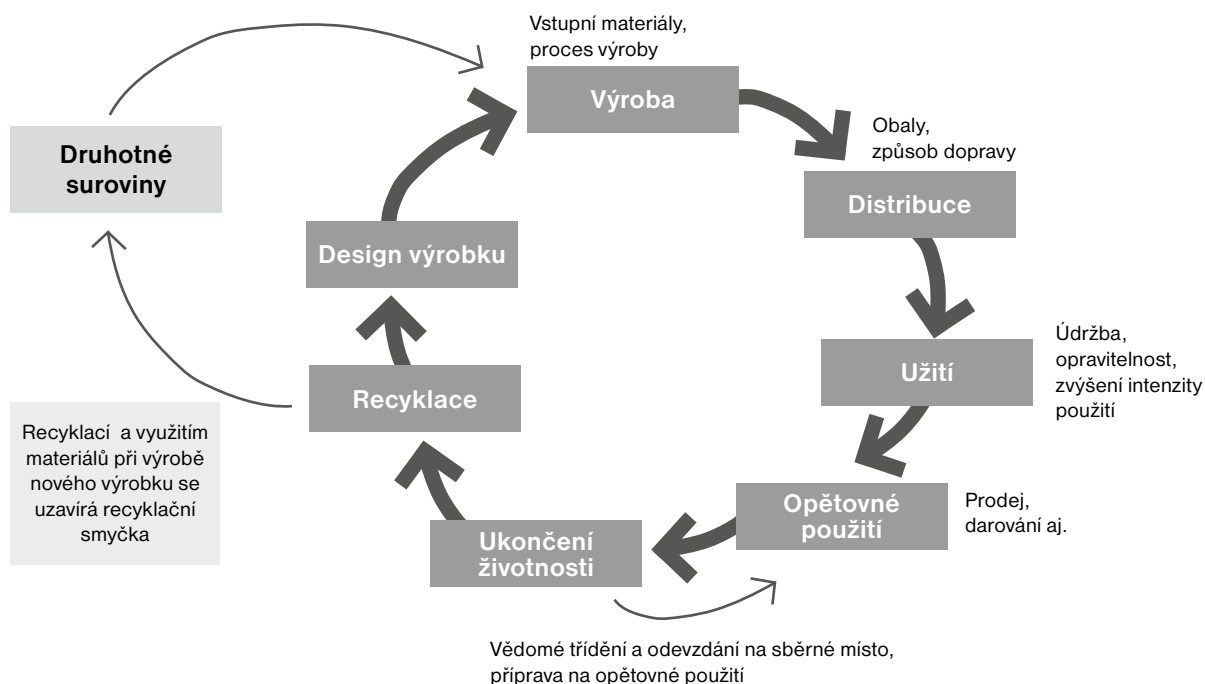 Vstupní materiály,
proces výroby
Výroba
Obaly,
způsob dopravy
Druhotné
suroviny
Distribuce
Design výrobku
Údržba,
opravitelnost,
zvýšení intenzity
použití
Užití
Recyklace
Recyklací  a využitím
materiálů při výrobě
nového výrobku se
uzavírá recyklační
smyčka
Opětovné
použití
Prodej,
darování aj.
Ukončení
životnosti
Vědomé třídění a odevzdání na sběrné místo,
příprava na opětovné použití